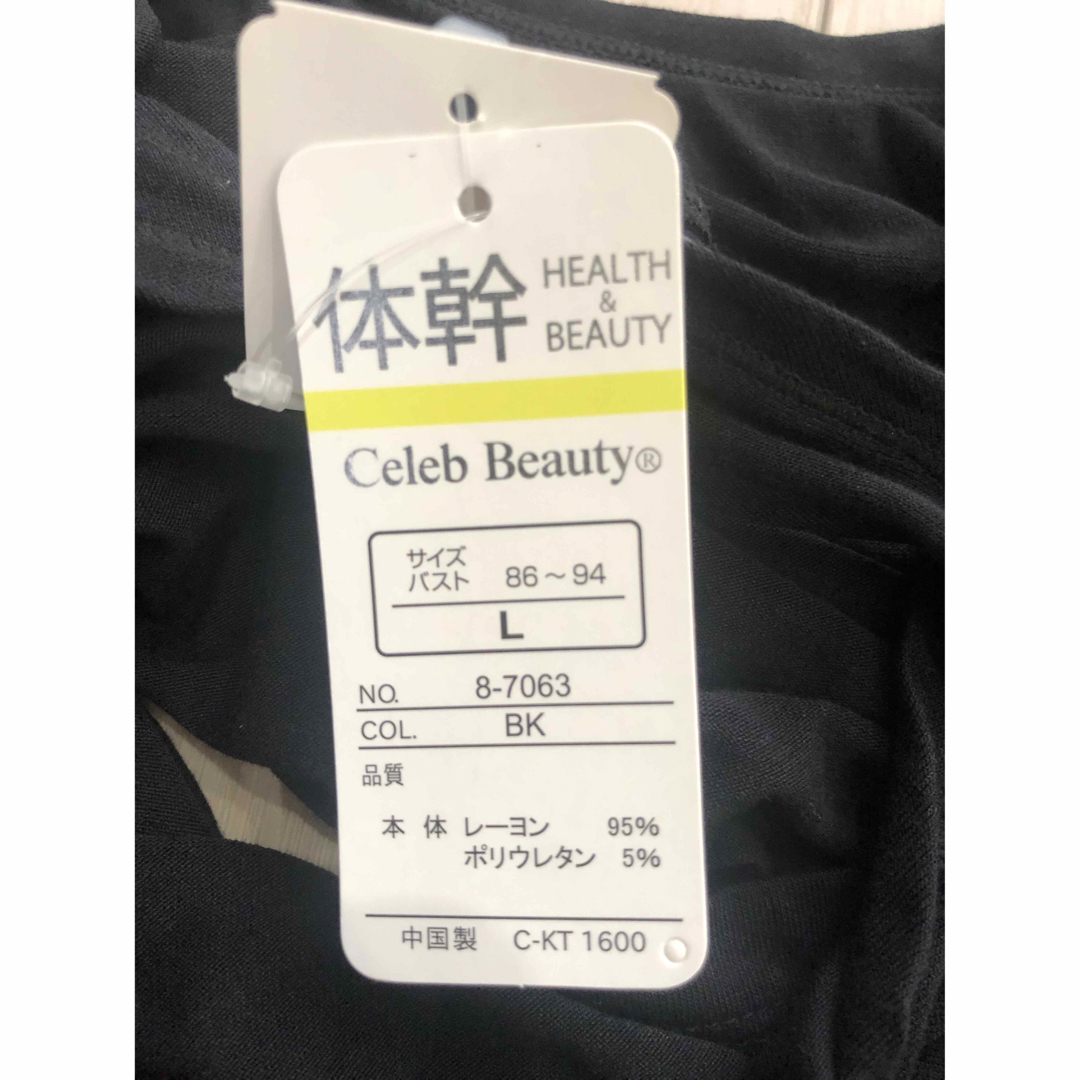 体幹 HEALTH
&
BEAUTY
Celeb Beauty®
サイズ
バスト 86～94
L
NO. 8-7063
COL. BK
品質
本 体 レーヨン 95%
ポリウレタン 5%
中国製 C-KT 1600